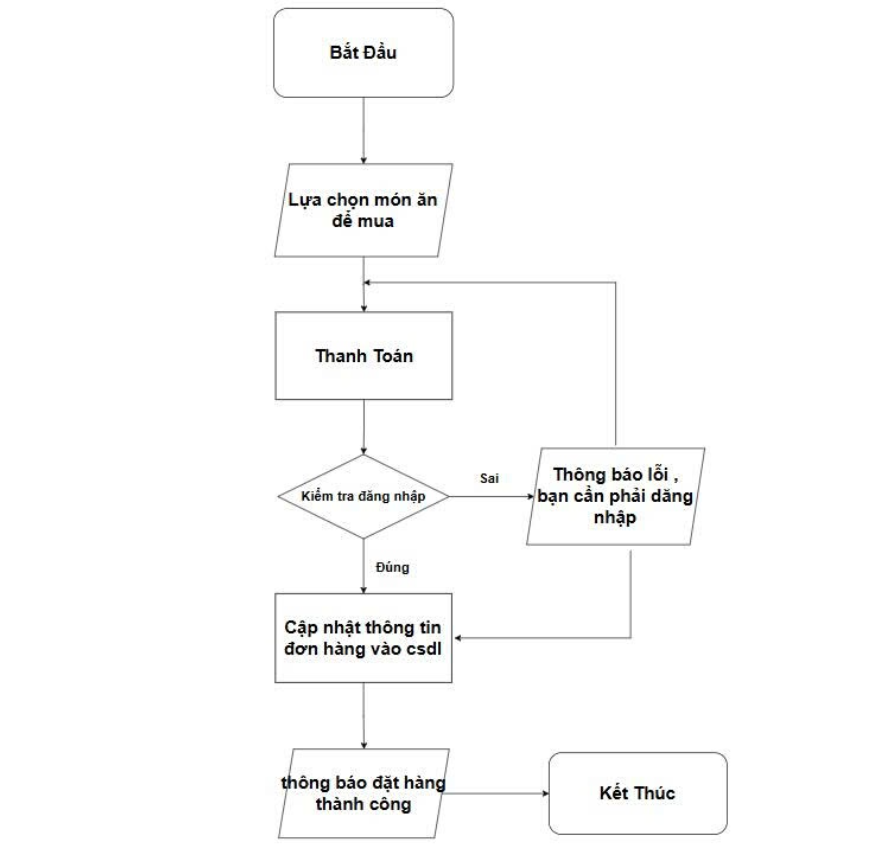 Bắt Đầu
Lựa chọn món ăn
để mua
Thanh Toán
Kiểm tra đăng nhập
Sai
Thông báo lỗi ,
bạn cần phải dăng
nhập
Đúng
Cập nhật thông tin
đơn hàng vào csdl
thông báo đặt hàng
thành công
Kết Thúc